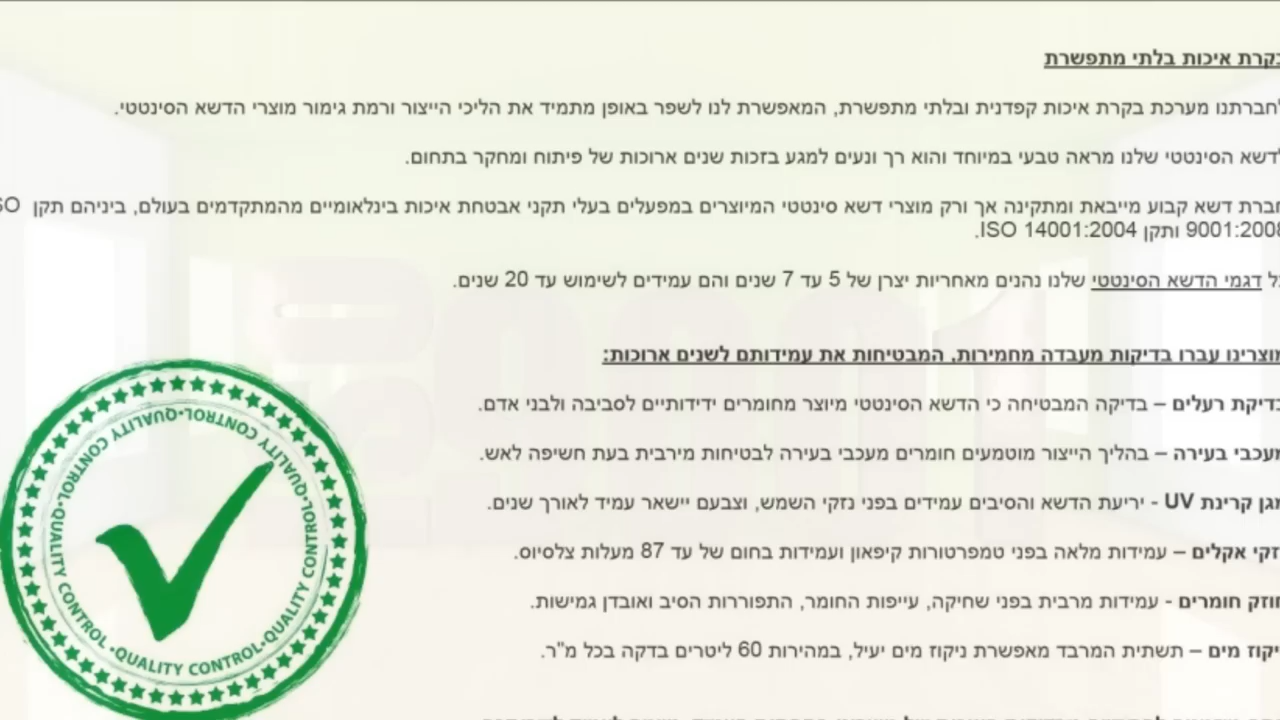 בקרת איכות בלתי מתפשרת
לחברתנו מערכת בקרת איכות קפדנית ובלתי מתפשרת, המאפשרת לנו לשפר באופן מתמיד את הליכי הייצור ורמת גימור מוצרי הדשא הסינטטי.
לדשא הסינטטי שלנו מראה טבעי במיוחד והוא רך ונעים למגע בזכות שנים ארוכות של פיתוח ומחקר בתחום.
חברת דשא קבוע מייבאת ומתקינה אך ורק מוצרי דשא סינטטי המיוצרים במפעלים בעלי תקני אבטחת איכות בינלאומיים מהמתקדמים בעולם, ביניהם תקן ISO
9001:2008 ותקן ISO 14001:2004.
כל דגמי הדשא הסינטטי שלנו נהנים מאחריות יצרן של 5 עד 7 שנים והם עמידים לשימוש עד 20 שנים.
מוצרינו עברו בדיקות מעבדה מחמירות, המבטיחות את עמידותם לשנים ארוכות:
בדיקת רעלים – בדיקה המבטיחה כי הדשא הסינטטי מיוצר מחומרים ידידותיים לסביבה ולבני אדם.
מעכבי בעירה – בהליך הייצור מוטמעים חומרים מעכבי בעירה לבטיחות מירבית בעת חשיפה לאש.
מגן קרינת UV - יריעת הדשא והסיבים עמידים בפני נזקי השמש, וצבעם יישאר עמיד לאורך שנים.
נזקי אקלים – עמידות מלאה בפני טמפרטורות קיפאון ועמידות בחום של עד 87 מעלות צלסיוס.
חוזק חומרים - עמידות מרבית בפני שחיקה, עייפות החומר, התפוררות הסיב ואובדן גמישות.
ניקוז מים – תשתית המרבד מאפשרת ניקוז מים יעיל, במהירות 60 ליטרים בדקה בכל מ"ר.
QUALITY CONTROL·QUALITY CONTROL·QUALITY CONTROL·QUALITY CONTROL·